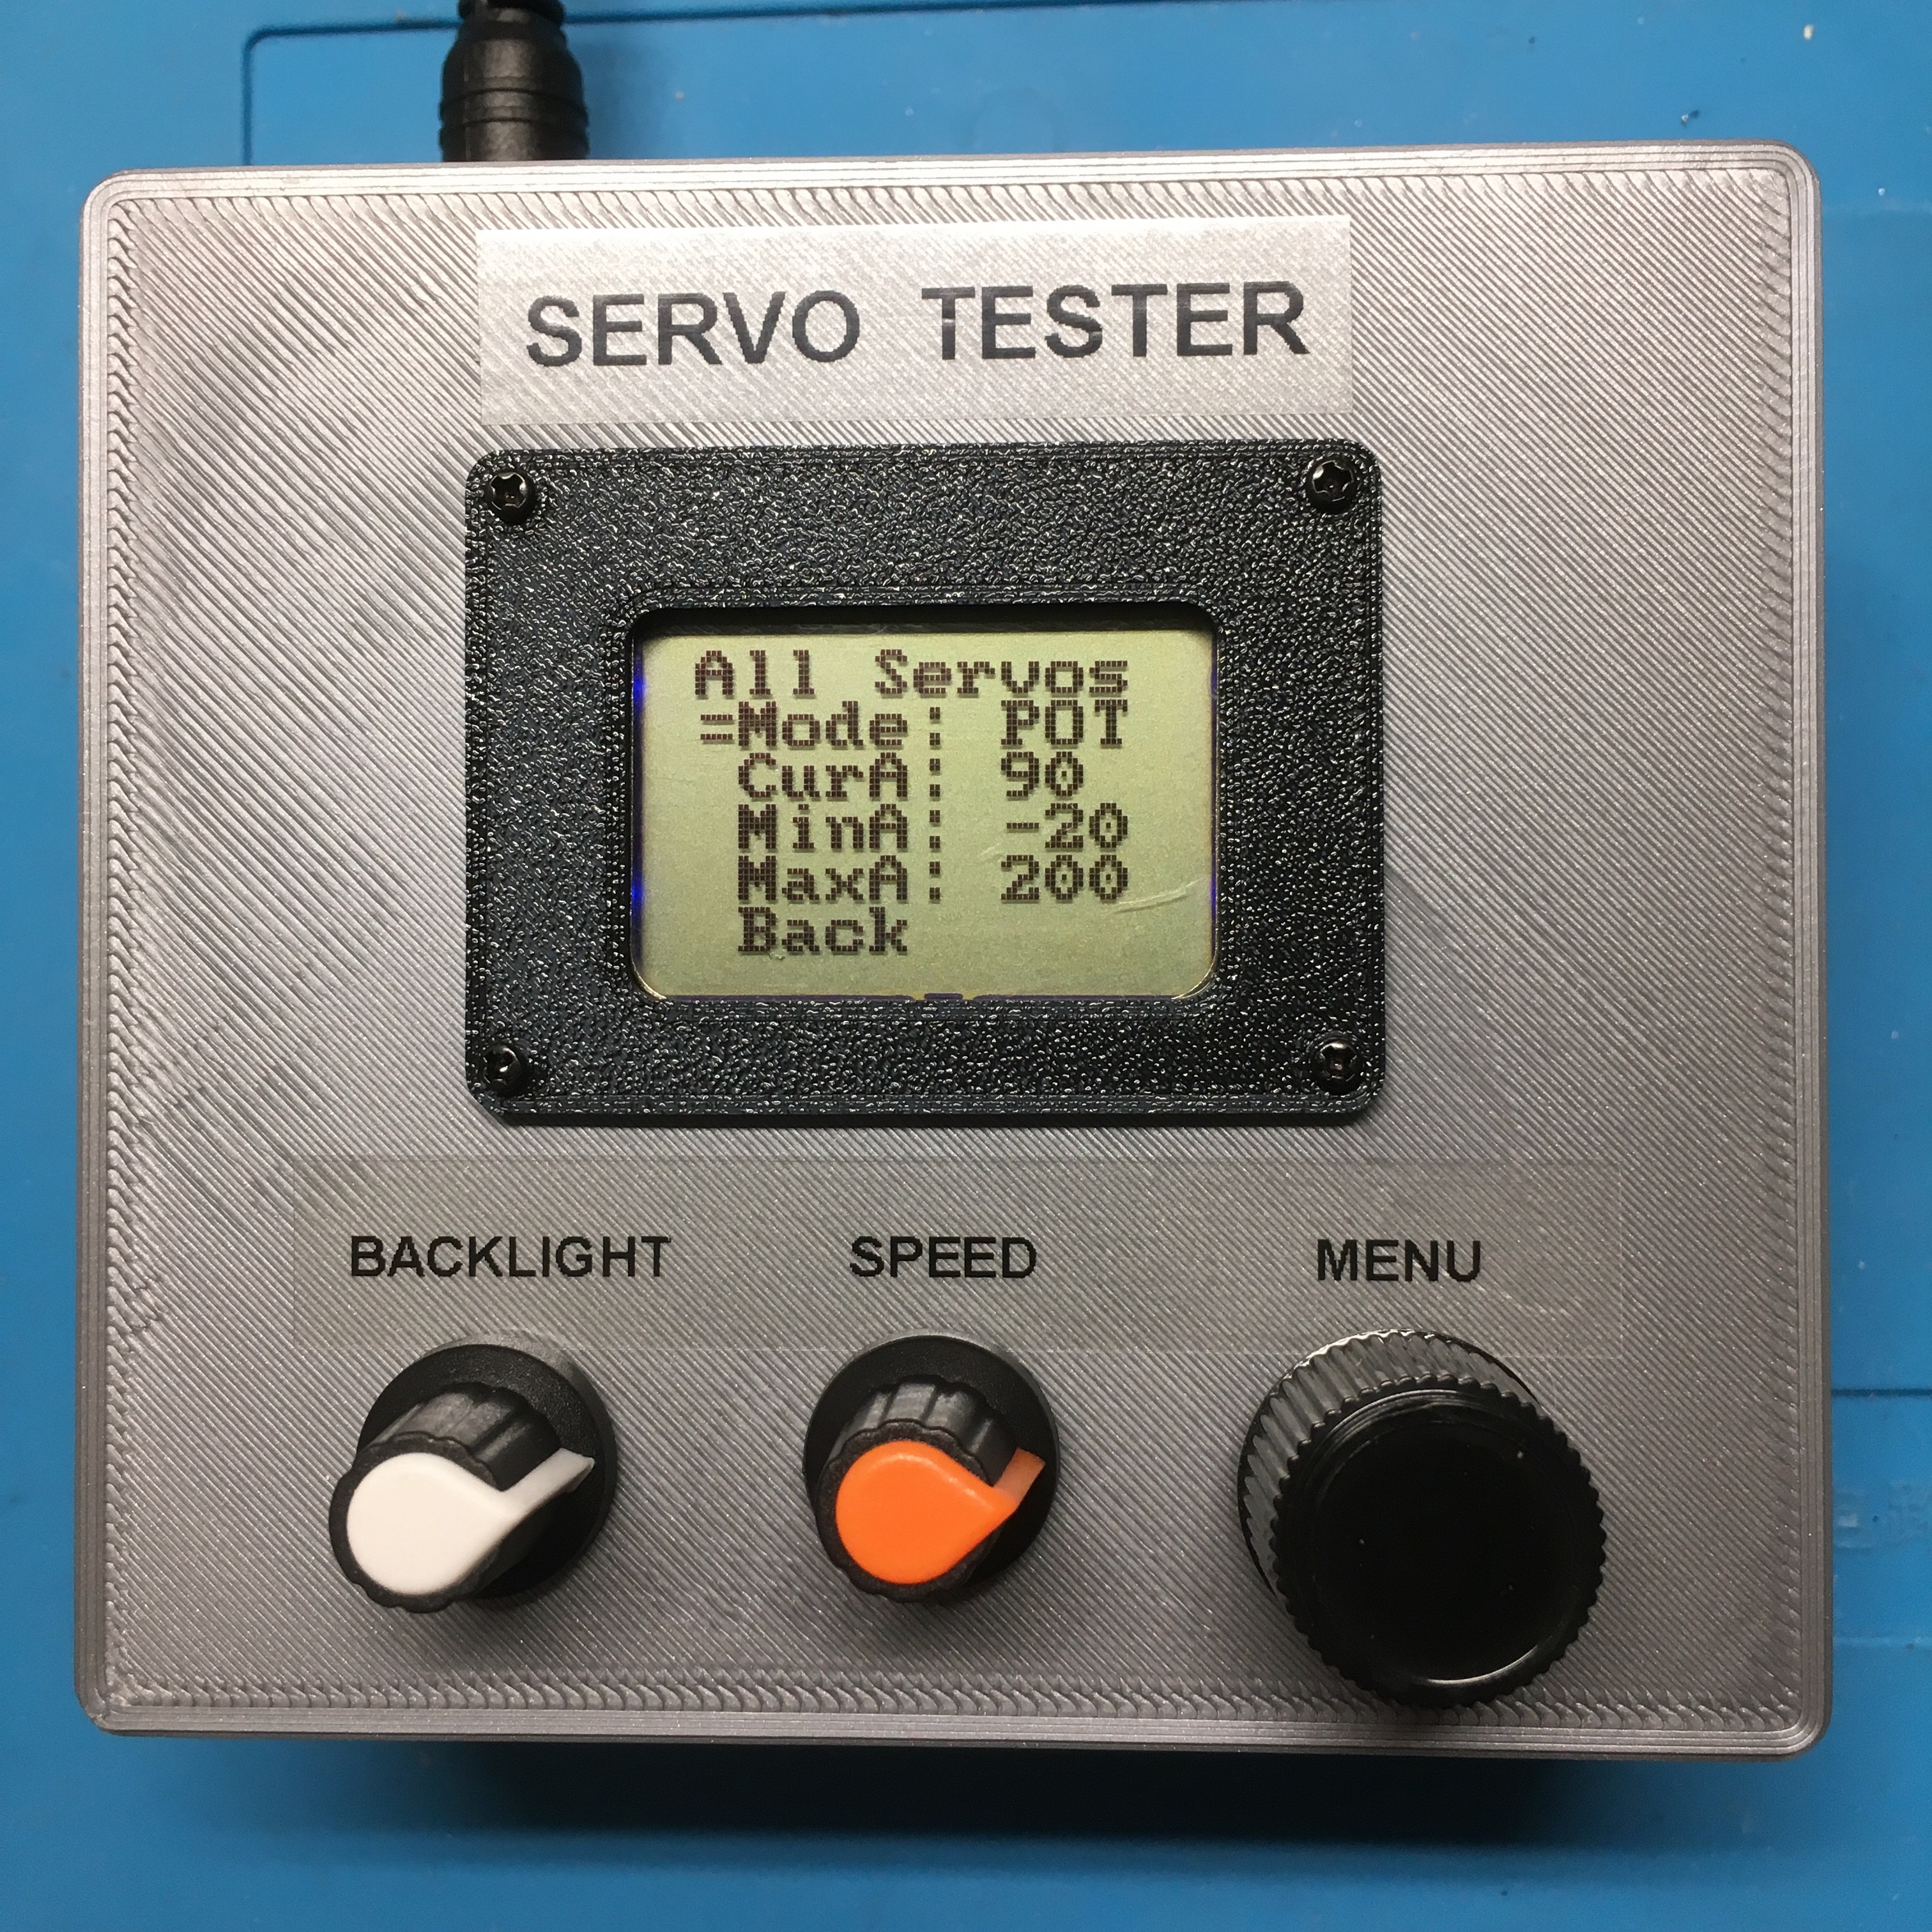 SERVO TESTER
All Servos
=Mode: POT
CurA: 90
MinA: -20
MaxA: 200
Back
BACKLIGHT SPEED MENU